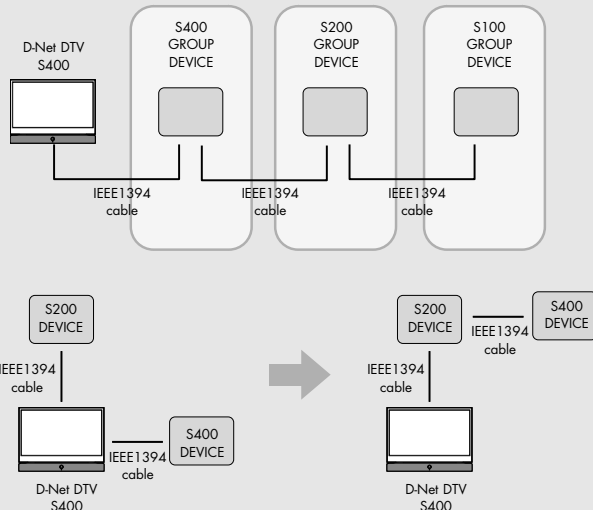 D-Net DTV
S400
S400
GROUP
DEVICE
S200
GROUP
DEVICE
S100
GROUP
DEVICE
IEEE1394
cable
IEEE1394
cable
IEEE1394
cable
S200
DEVICE
IEEE1394
cable
S400
DEVICE
IEEE1394
cable
D-Net DTV
S400
S200
DEVICE
S400
DEVICE
IEEE1394
cable
IEEE1394
cable
D-Net DTV
S400